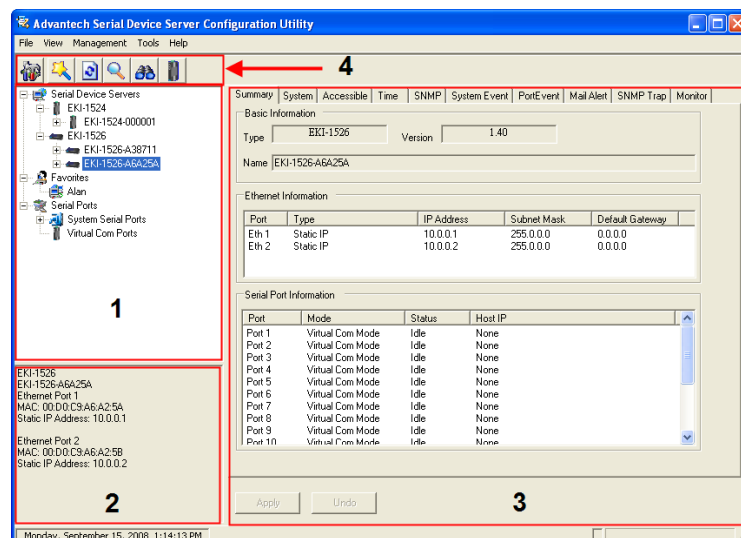 Advantech Serial Device Server Configuration Utility
File View Management Tools Help
4
Serial Device Servers
EKI-1524
EKI-1524-000001
EKI-1526
EKI-1526-A38711
EKI-1526-A6A25A
Favorites
Alan
Serial Ports
System Serial Ports
Virtual Com Ports
1
EKI-1526
EKI-1526-A6A25A
Ethernet Port 1
MAC: 00:D0:C9:A6:A2:5A
Static IP Address: 10.0.0.1
Ethernet Port 2
MAC: 00:D0:C9:A6:A2:5B
Static IP Address: 10.0.0.2
2
Summary System Accessible Time SNMP System Event PortEvent Mail Alert SNMP Trap Monitor
Basic Information
Type EKI-1526 Version 1.40
Name EKI-1526-A6A25A
Ethernet Information
Port Type IP Address Subnet Mask Default Gateway
Eth 1 Static IP 10.0.0.1 255.0.0.0 0.0.0.0
Eth 2 Static IP 10.0.0.2 255.0.0.0 0.0.0.0
Serial Port Information
Port Mode Status Host IP
Port 1 Virtual Com Mode Idle None
Port 2 Virtual Com Mode Idle None
Port 3 Virtual Com Mode Idle None
Port 4 Virtual Com Mode Idle None
Port 5 Virtual Com Mode Idle None
Port 6 Virtual Com Mode Idle None
Port 7 Virtual Com Mode Idle None
Port 8 Virtual Com Mode Idle None
Port 9 Virtual Com Mode Idle None
Port 10 Virtual Com Mode Idle None
Apply Undo
3
Monday, September 15, 2008 1:14:13 PM